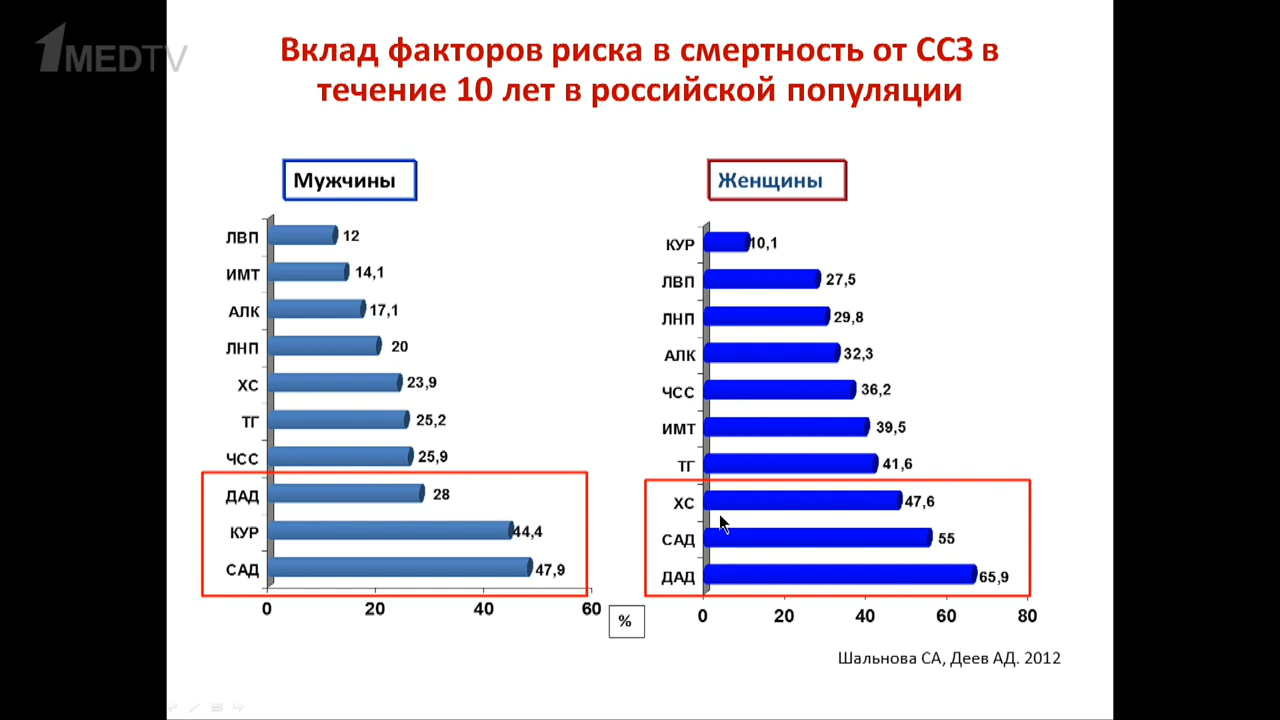 1MEDTV
Вклад факторов риска в смертность от ССЗ в
течение 10 лет в российской популяции
Мужчины
ЛВП 12
ИМТ 14,1
АЛК 17,1
ЛНП 20
ХС 23,9
ТГ 25,2
ЧСС 25,9
ДАД 28
КУР 44,4
САД 47,9
0 20 40 60
%
Женщины
КУР 10,1
ЛВП 27,5
ЛНП 29,8
АЛК 32,3
ЧСС 36,2
ИМТ 39,5
ТГ 41,6
ХС 47,6
САД 55
ДАД 65,9
0 20 40 60 80
Шальнова СА, Деев АД. 2012